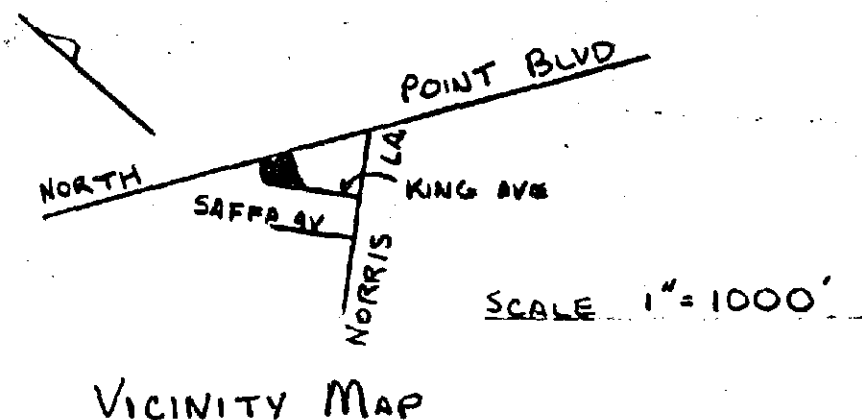 NORTH POINT BLVD
LA
KING AVE
SAFFA AV
NORRIS
SCALE 1" = 1000'
VICINITY MAP